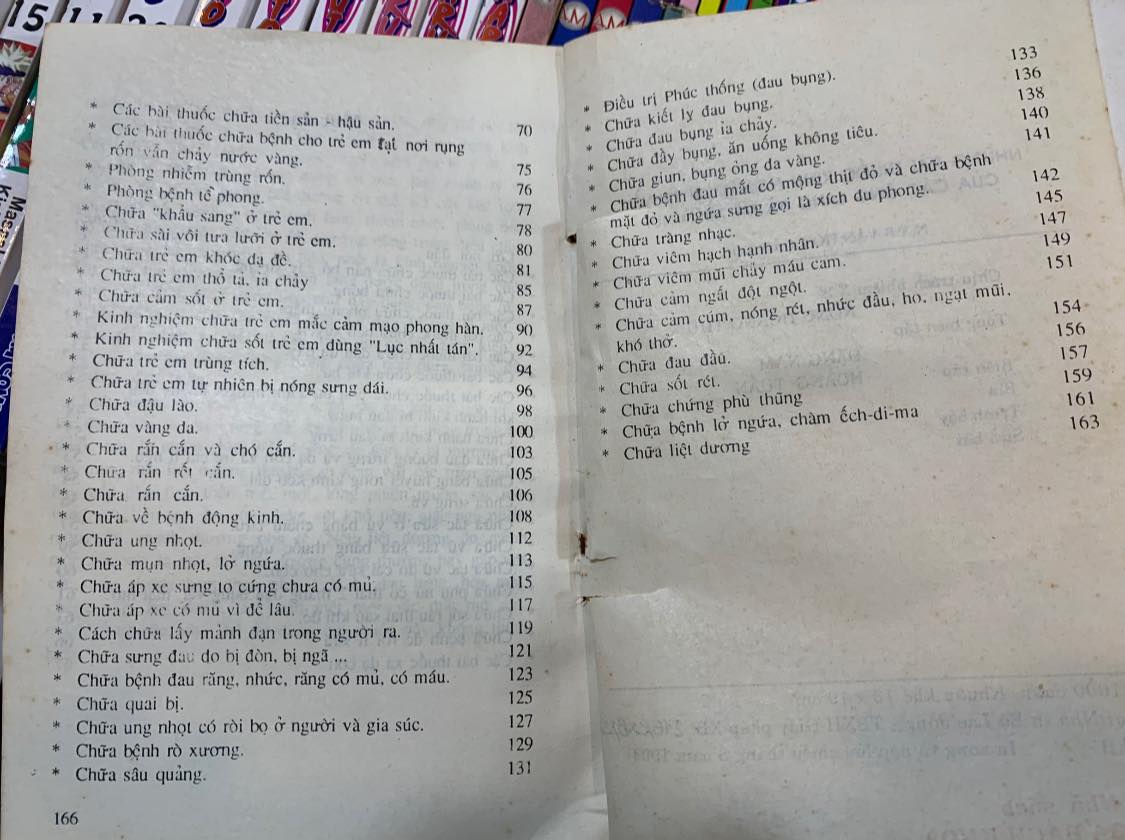 * Các bài thuốc chữa tiền sản - hậu sản. 70
* Các bài thuốc chữa bệnh cho trẻ em tại nơi rụng
rốn vẫn chảy nước vàng. 75
* Phòng nhiễm trùng rốn. 76
* Phòng bệnh tê phong. 77
* Chữa "khẩu sang" ở trẻ em. 78
* Chữa sài vôi tưa lưỡi ở trẻ em. 80
* Chữa trẻ em khóc dạ đề. 81
* Chữa trẻ em thổ tả, ỉa chảy 85
* Chữa cảm sốt ở trẻ em. 87
* Kinh nghiệm chữa trẻ em mắc cảm mạo phong hàn. 90
* Kinh nghiệm chữa sốt trẻ em dùng "Lục nhất tán". 92
* Chữa trẻ em trùng tích. 94
* Chữa trẻ em tự nhiên bị nóng sưng dái. 96
* Chữa đậu lào. 98
* Chữa vàng da. 100
* Chữa rắn cắn và chó cắn. 103
* Chữa rắn rết cắn. 105
* Chữa rắn cắn. 106
* Chữa về bệnh động kinh. 108
* Chữa ung nhọt. 112
* Chữa mụn nhọt, lở ngứa. 113
* Chữa áp xe sưng to cứng chưa có mủ. 115
* Chữa áp xe có mủ vì để lâu. 117
* Cách chữa lấy mảnh đạn trong người ra. 119
* Chữa sưng đau do bị đòn, bị ngã ... 121
* Chữa bệnh đau răng, nhức, răng có mủ, có máu. 123
* Chữa quai bị. 125
* Chữa ung nhọt có ròi bọ ở người và gia súc. 127
* Chữa bệnh rò xương. 129
* Chữa sâu quảng. 131
166
* Điều trị Phúc thống (đau bụng). 133
* Chữa kiết lỵ đau bụng. 136
* Chữa đau bụng ỉa chảy. 138
* Chữa đầy bụng, ăn uống không tiêu. 140
* Chữa giun, bụng ỏng da vàng. 141
* Chữa bệnh đau mắt có mộng thịt đỏ và chữa bệnh
mặt đỏ và ngứa sưng gọi là xích du phong. 142
* Chữa tràng nhạc. 145
* Chữa viêm hạch hạnh nhân. 147
* Chữa viêm mũi chảy máu cam. 149
* Chữa cảm ngất đột ngột. 151
* Chữa cảm cúm, nóng rét, nhức đầu, ho, ngạt mũi,
khó thở. 154
* Chữa đau đầu. 156
* Chữa sốt rét. 157
* Chữa chứng phù thũng 159
* Chữa bệnh lở ngứa, chàm ếch-di-ma 161
* Chữa liệt dương 163